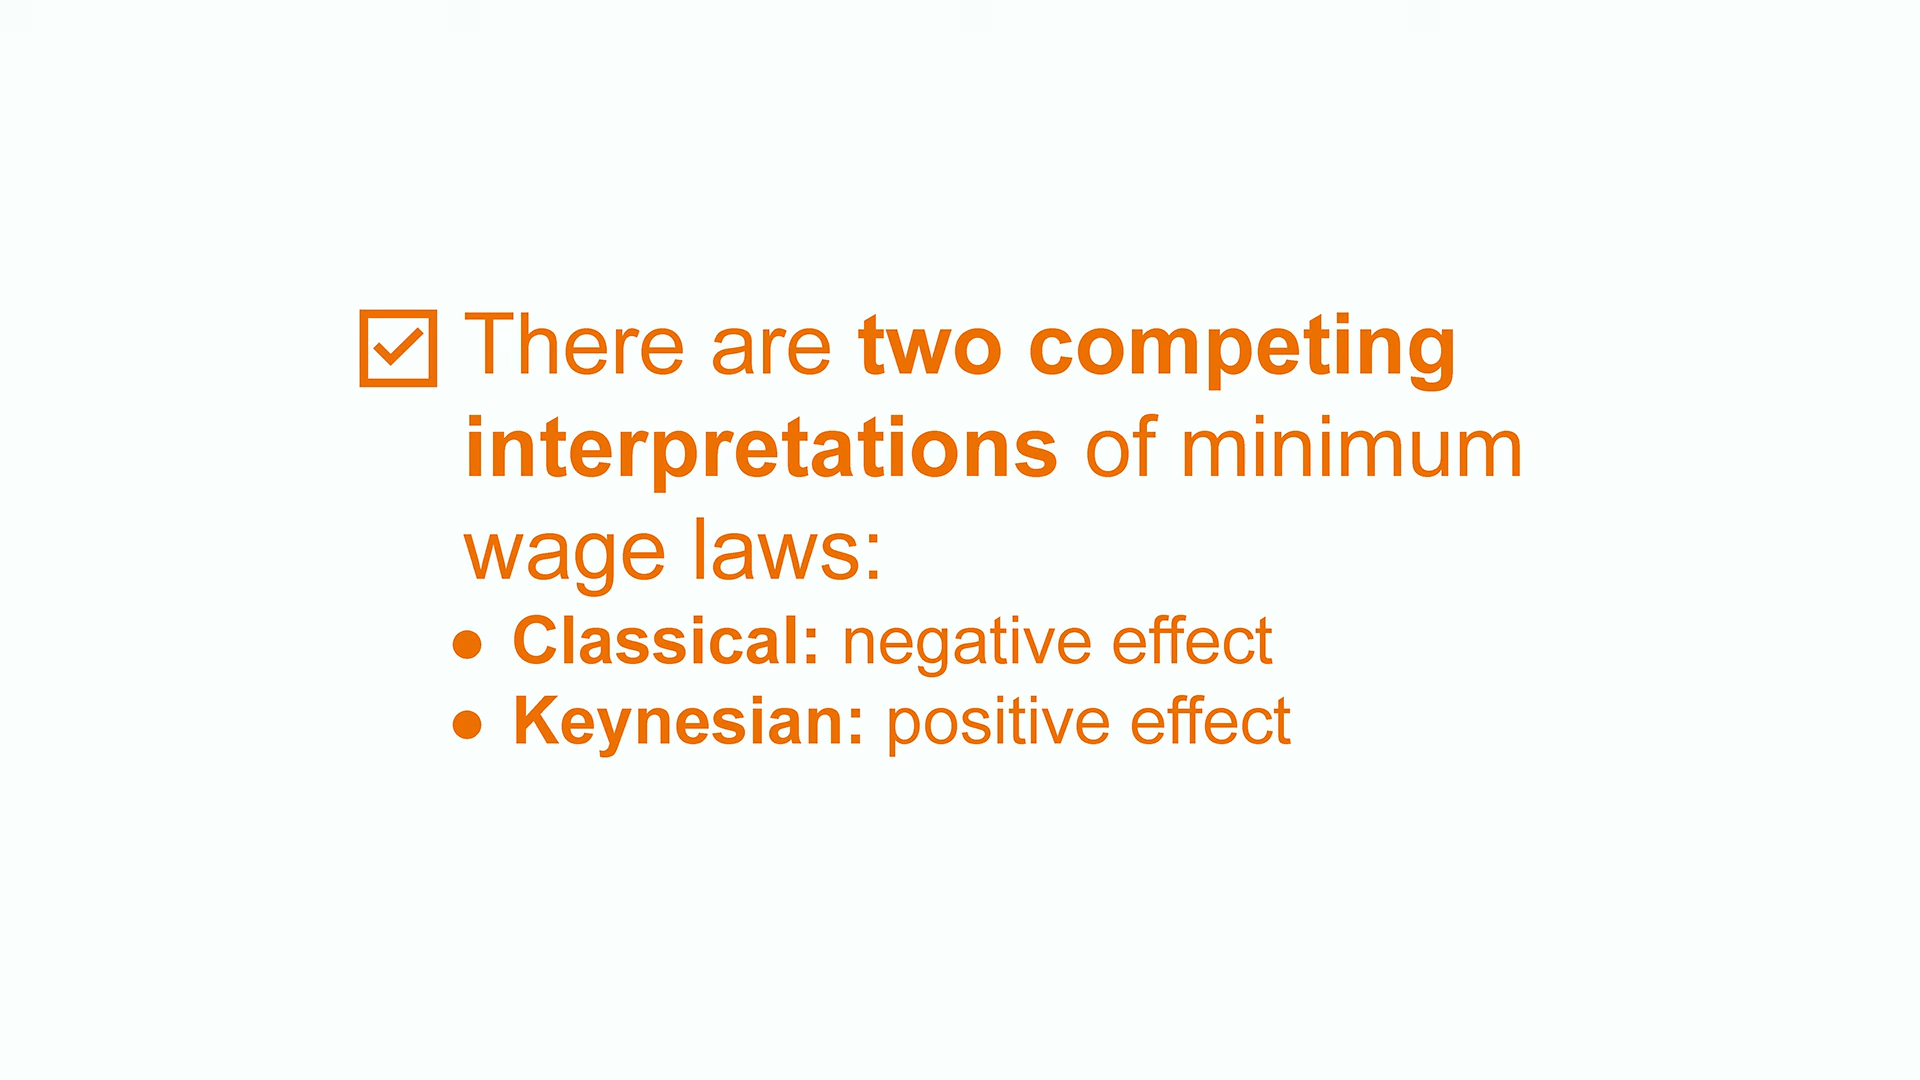 There are two competing
interpretations of minimum
wage laws:
● Classical: negative effect
● Keynesian: positive effect